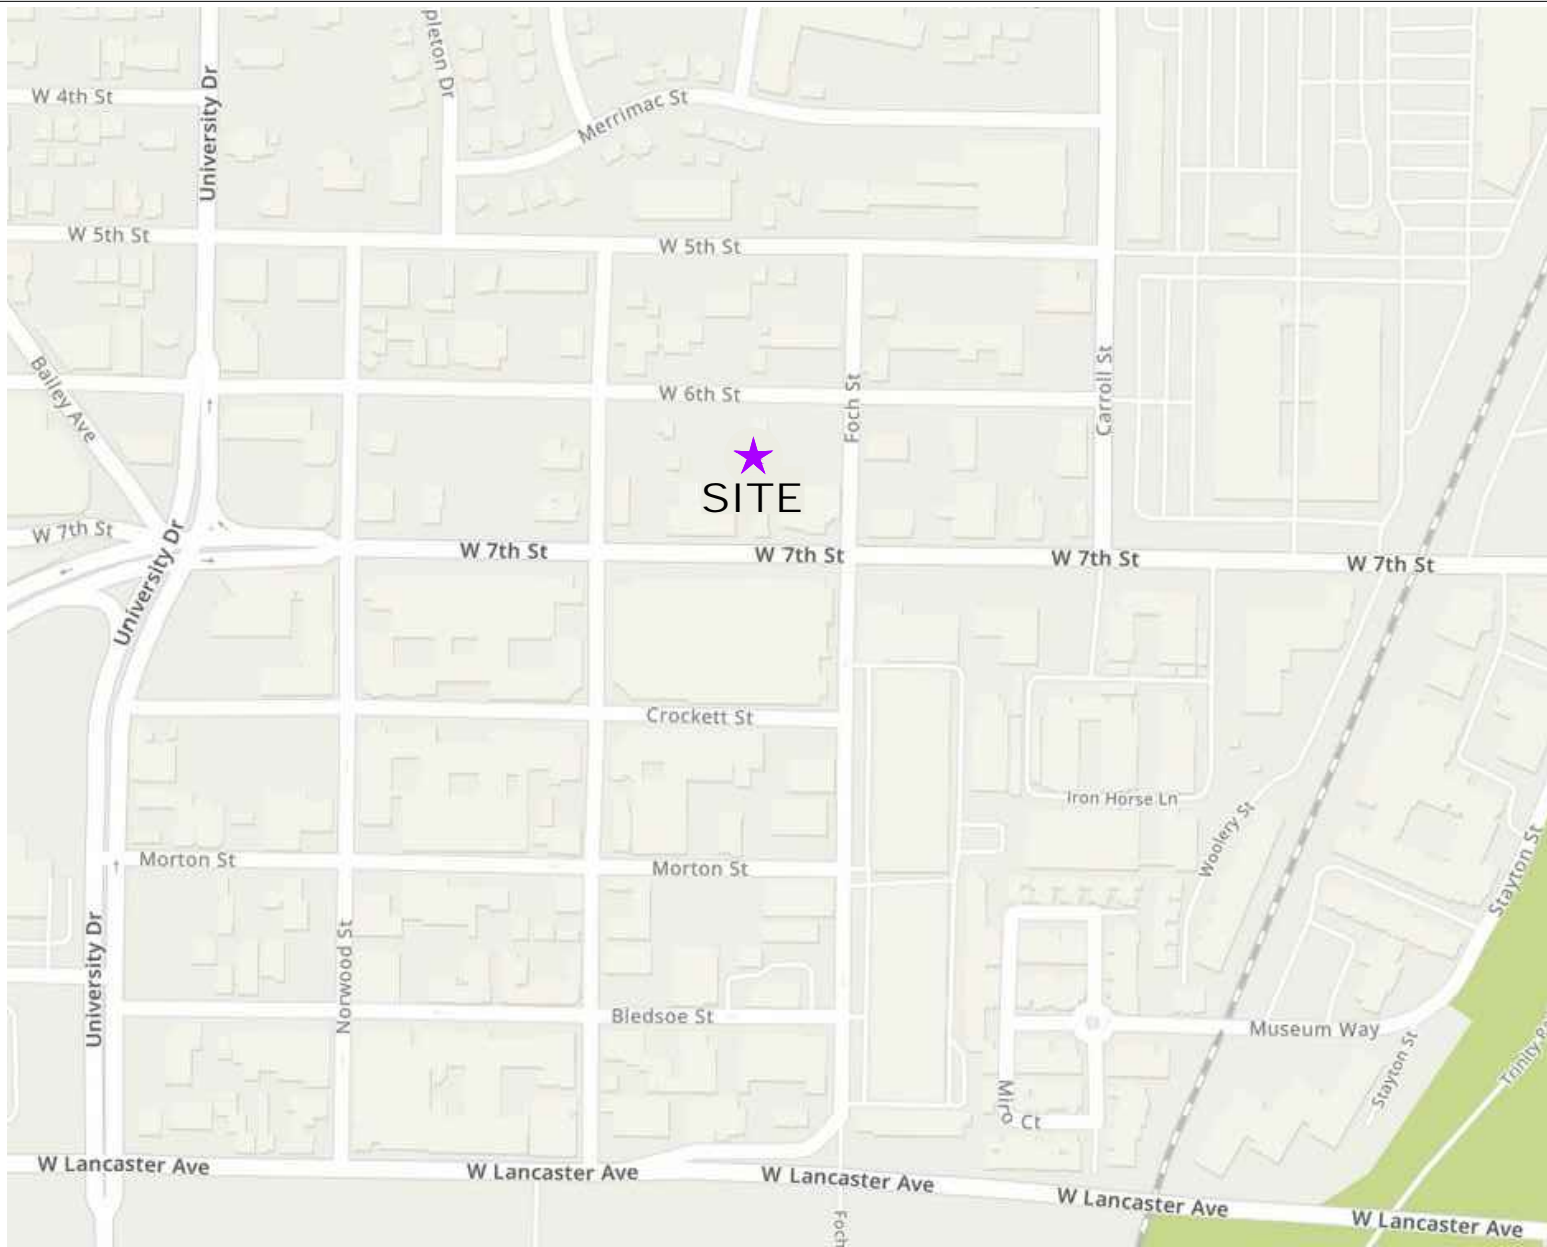 pleton Dr
W 4th St
University Dr
Merrimac St
W 5th St
W 5th St
Bailey Ave
W 6th St
Foch St
Carroll St
SITE
W 7th St
University Dr
W 7th St
W 7th St
W 7th St
W 7th St
Crockett St
Iron Horse Ln
Woolery St
Morton St
Morton St
Stayton St
University Dr
Norwood St
Bledsoe St
Museum Way
Stayton St
Miro Ct
W Lancaster Ave
W Lancaster Ave
W Lancaster Ave
W Lancaster Ave
W Lancaster Ave
Foch
Trinity